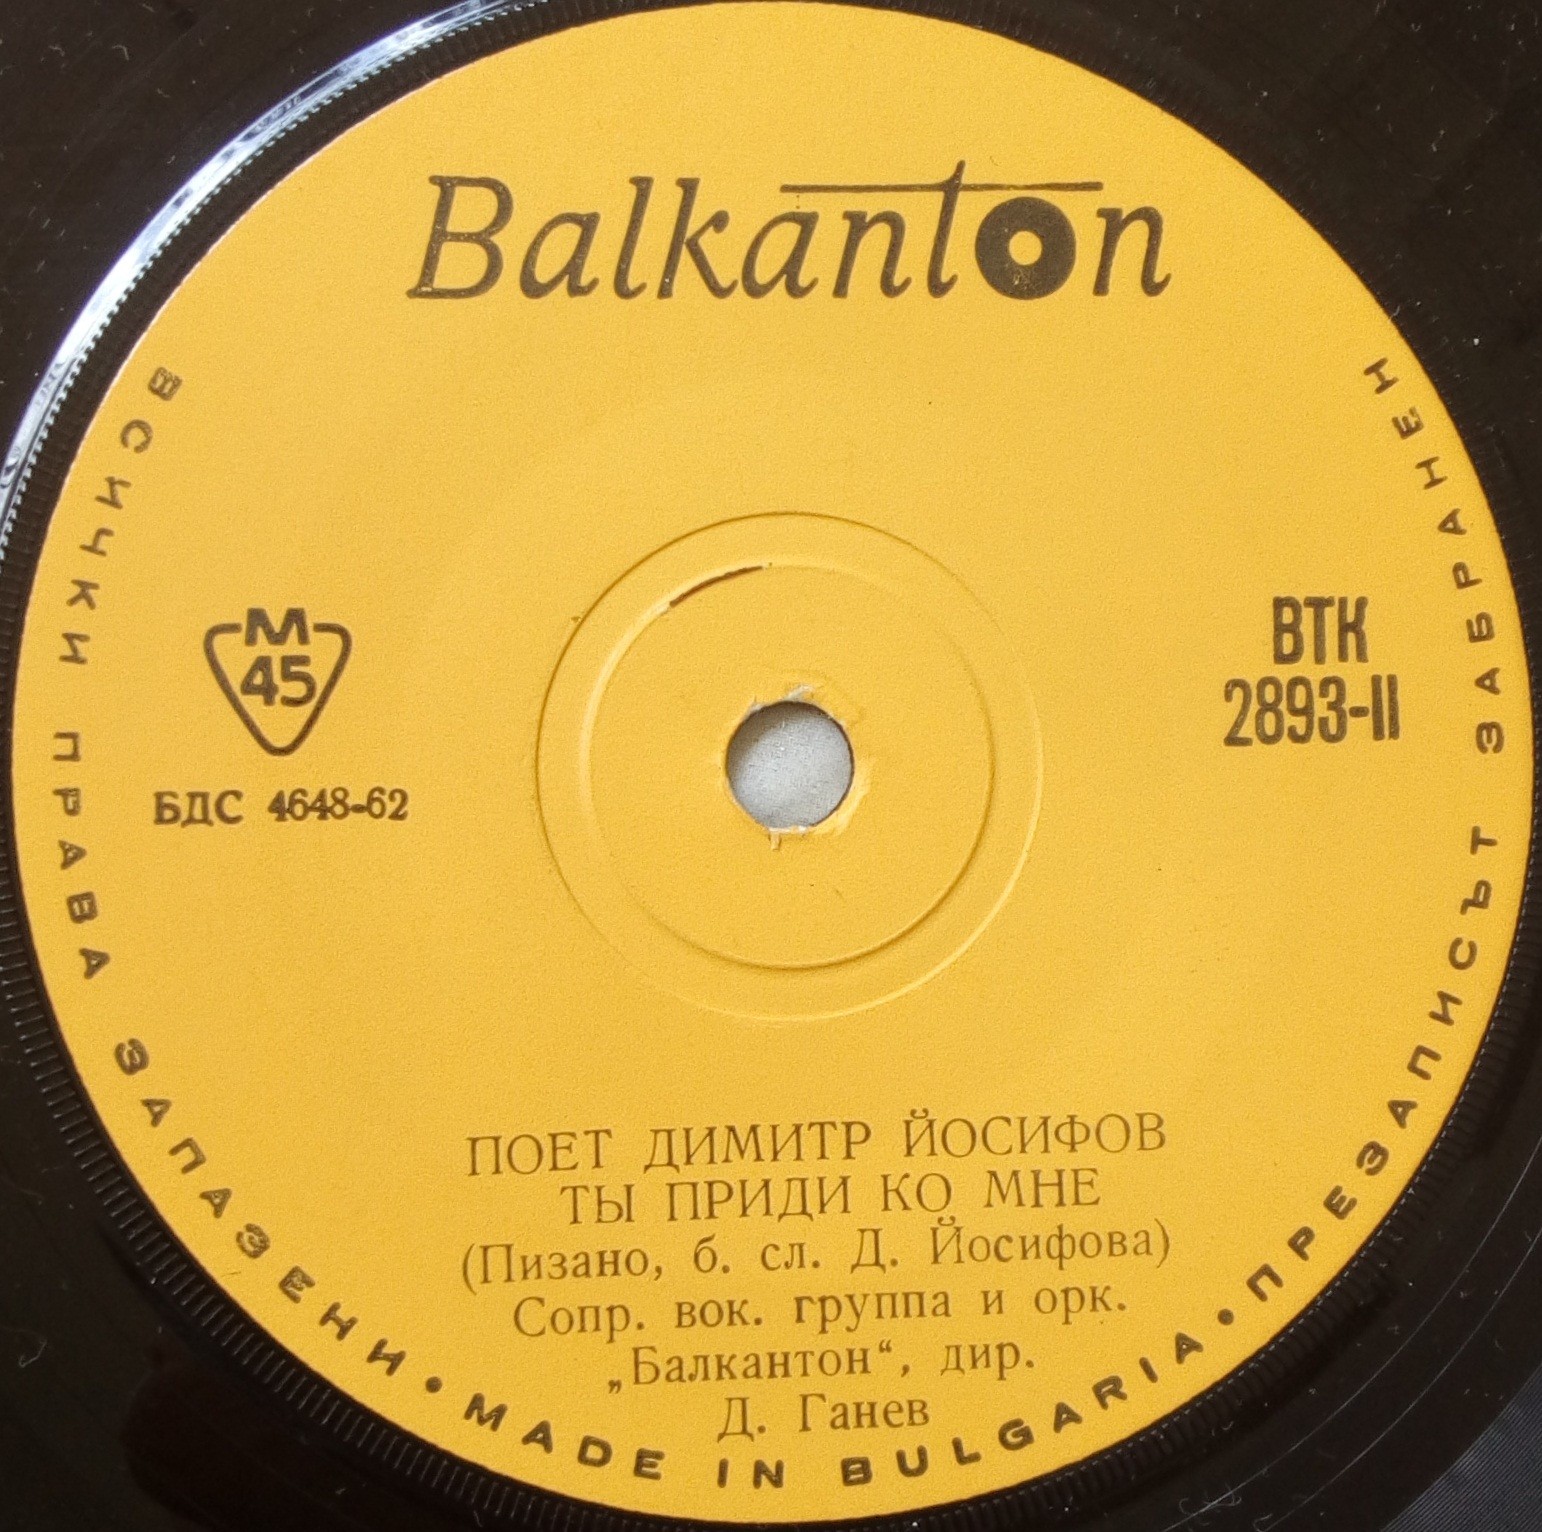 Balkanton
М
45
БДС 4648-62
ВТК
2893-II
ПОЕТ ДИМИТР ЙОСИФОВ
ТЫ ПРИДИ КО МНЕ
(Пизано, б. сл. Д. Йосифова)
Сопр. вок. группа и орк.
„Балкантон“, дир.
Д. Ганев
ВСИЧКИ ПРАВА ЗАПАЗЕНИ • MADE IN BULGARIA • ПРЕЗАПИСЪТ ЗАБРАНЕН